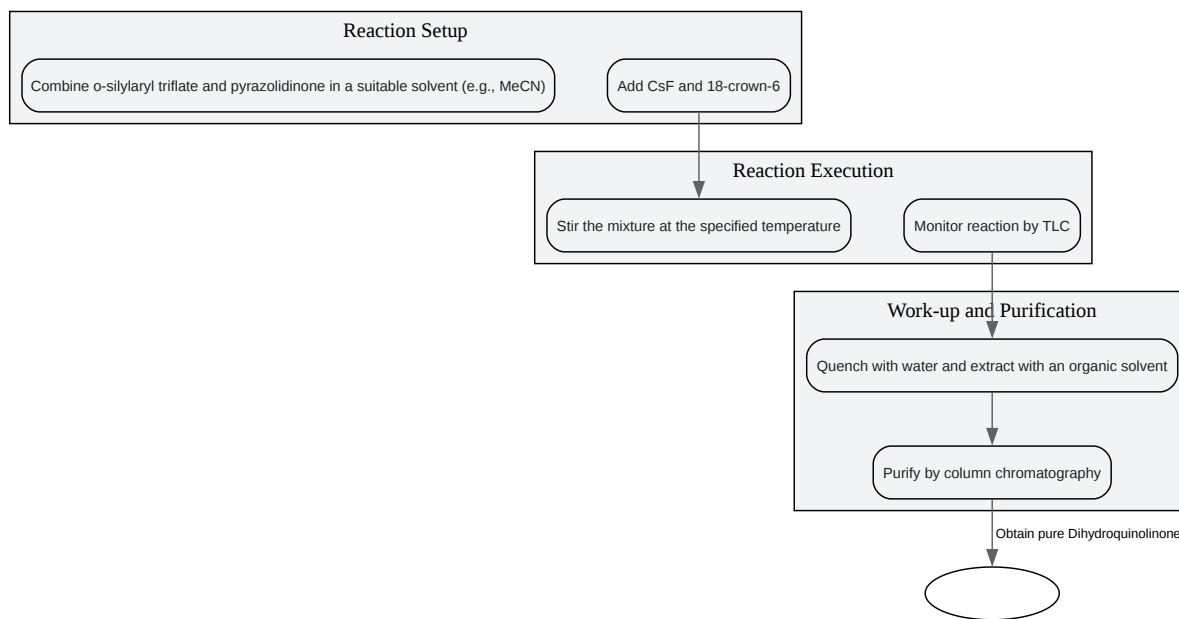 Reaction Setup
Combine o-silylaryl triflate and pyrazolidinone in a suitable solvent (e.g., MeCN)
Add CsF and 18-crown-6
Reaction Execution
Stir the mixture at the specified temperature
Monitor reaction by TLC
Work-up and Purification
Quench with water and extract with an organic solvent
Purify by column chromatography
Obtain pure Dihydroquinolinone